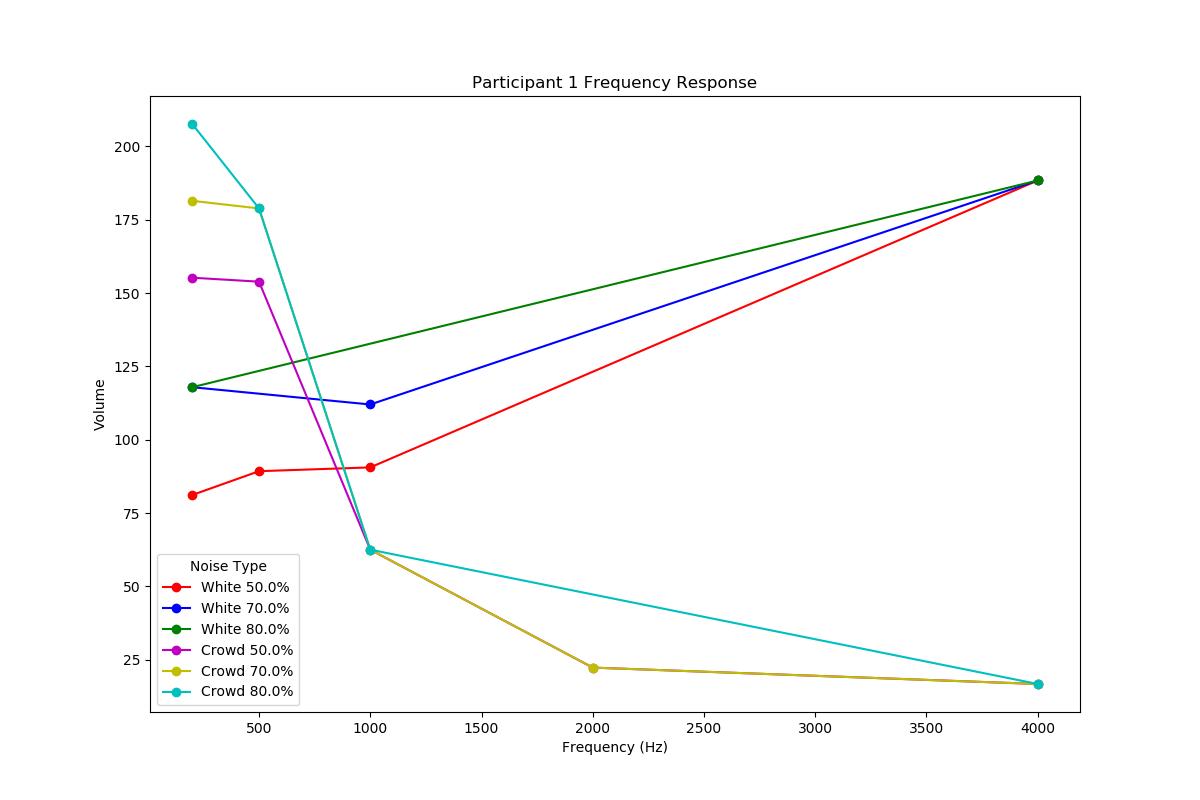 Participant 1 Frequency Response
Volume
200
175
150
125
100
75
50
25
Noise Type
White 50.0%
White 70.0%
White 80.0%
Crowd 50.0%
Crowd 70.0%
Crowd 80.0%
500 1000 1500 2000 2500 3000 3500 4000
Frequency (Hz)